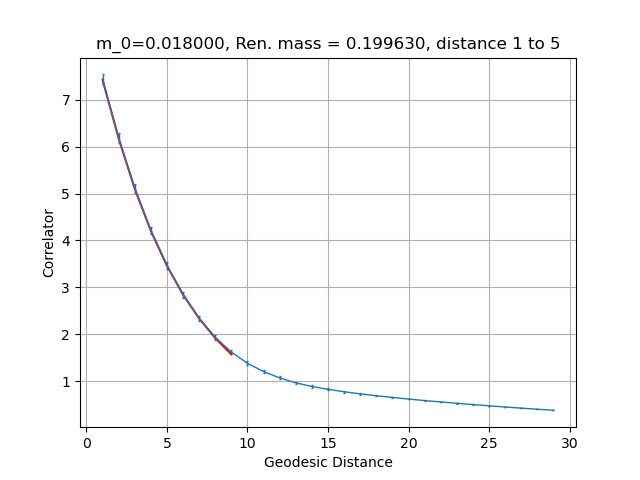 m_0=0.018000, Ren. mass = 0.199630, distance 1 to 5
7
6
5
4
3
2
1
Correlator
0 5 10 15 20 25 30
Geodesic Distance